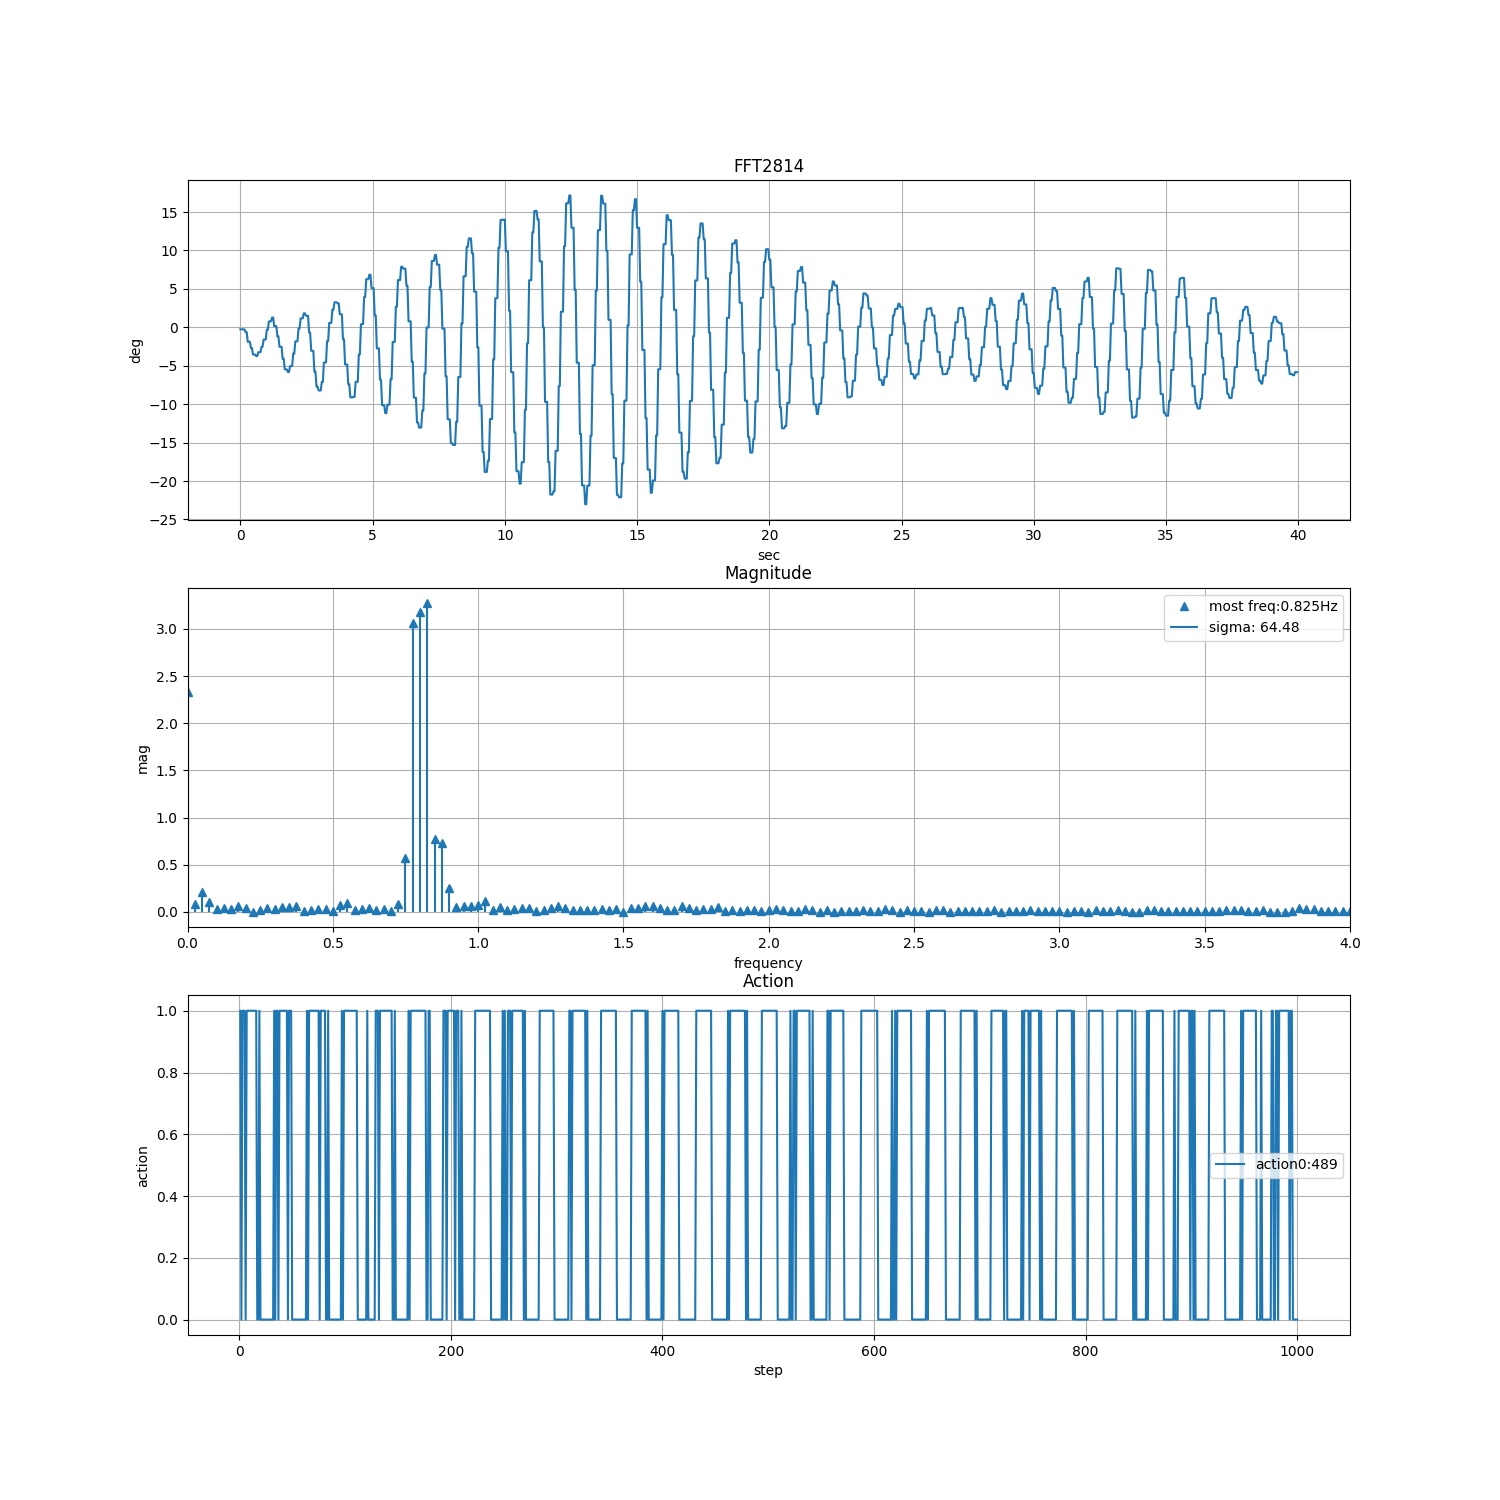 FFT2814
15
10
5
0
−5
−10
−15
−20
−25
deg
0 5 10 15 20 25 30 35 40
sec
Magnitude
most freq:0.825Hz
sigma: 64.48
3.0
2.5
2.0
1.5
1.0
0.5
0.0
mag
0.0 0.5 1.0 1.5 2.0 2.5 3.0 3.5 4.0
frequency
Action
1.0
0.8
0.6
0.4
0.2
0.0
action
action0:489
0 200 400 600 800 1000
step